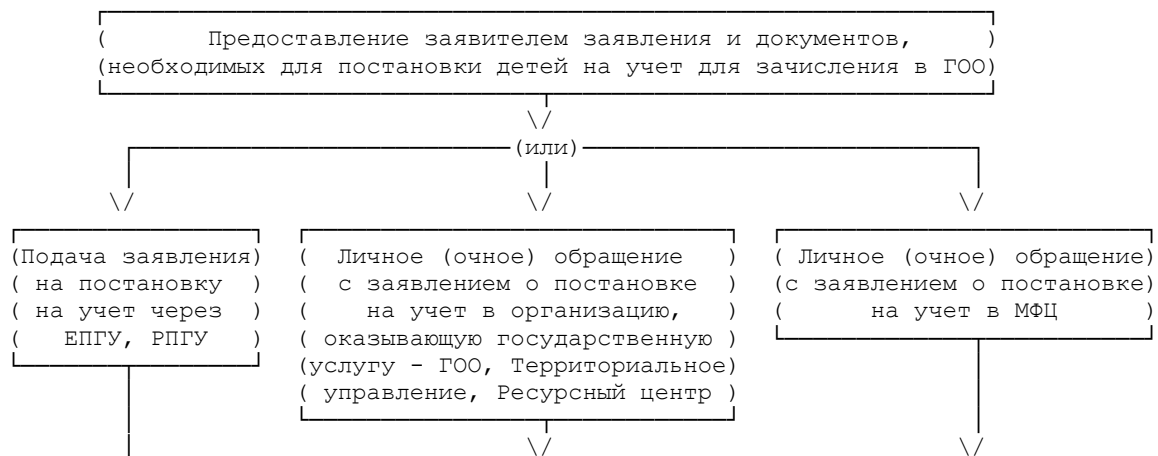 ( Предоставление заявителем заявления и документов, )
(необходимых для постановки детей на учет для зачисления в ГОО)
\/
(или)
\/ \/ \/
(Подача заявления)
( на постановку )
( на учет через )
( ЕПГУ, РПГУ )
( Личное (очное) обращение )
( с заявлением о постановке )
( на учет в организацию, )
( оказывающую государственную )
(услугу - ГОО, Территориальное)
( управление, Ресурсный центр )
( Личное (очное) обращение)
(с заявлением о постановке)
( на учет в МФЦ )
\/ \/